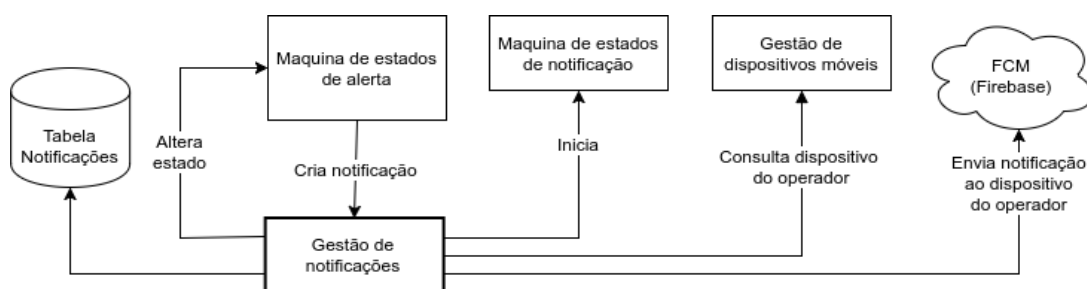 Tabela
Notificações
Altera
estado
Maquina de estados
de alerta
Cria notificação
Gestão de
notificações
Maquina de estados
de notificação
Inicia
Gestão de
dispositivos móveis
Consulta dispositivo
do operador
FCM
(Firebase)
Envia notificação
ao dispositivo
do operador